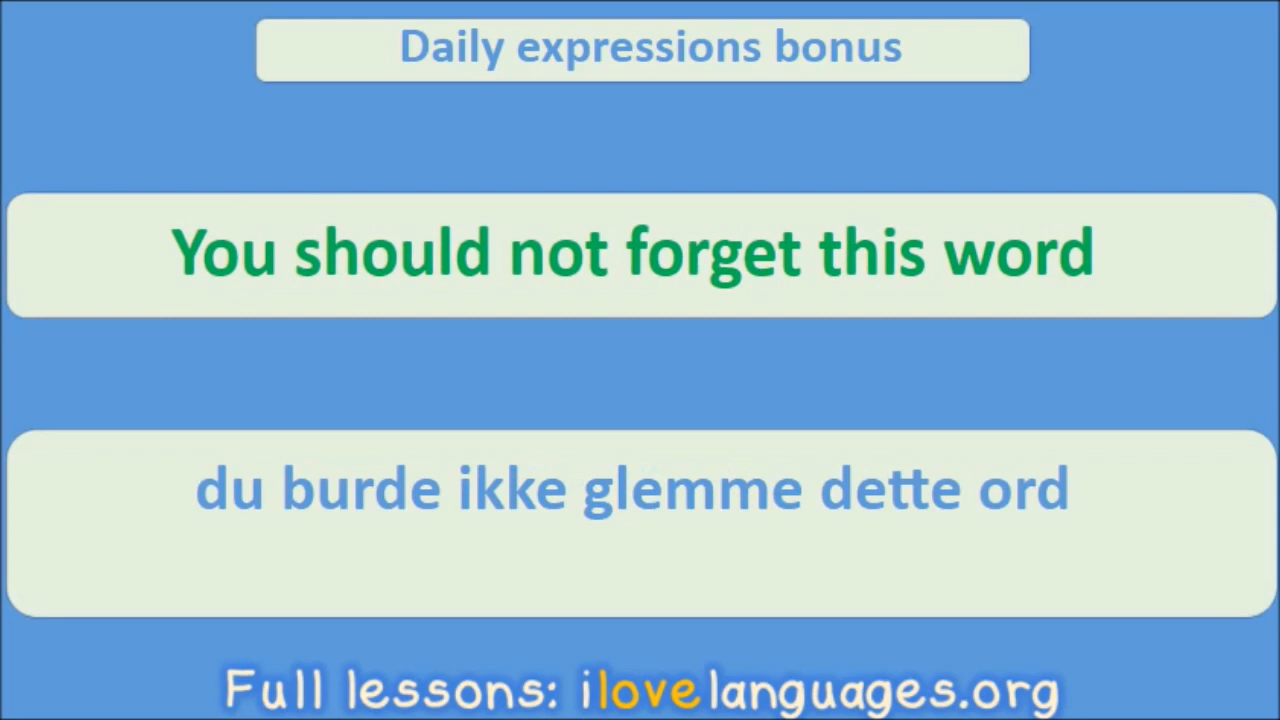 Daily expressions bonus
You should not forget this word
du burde ikke glemme dette ord
Full lessons: ilovelanguages.org